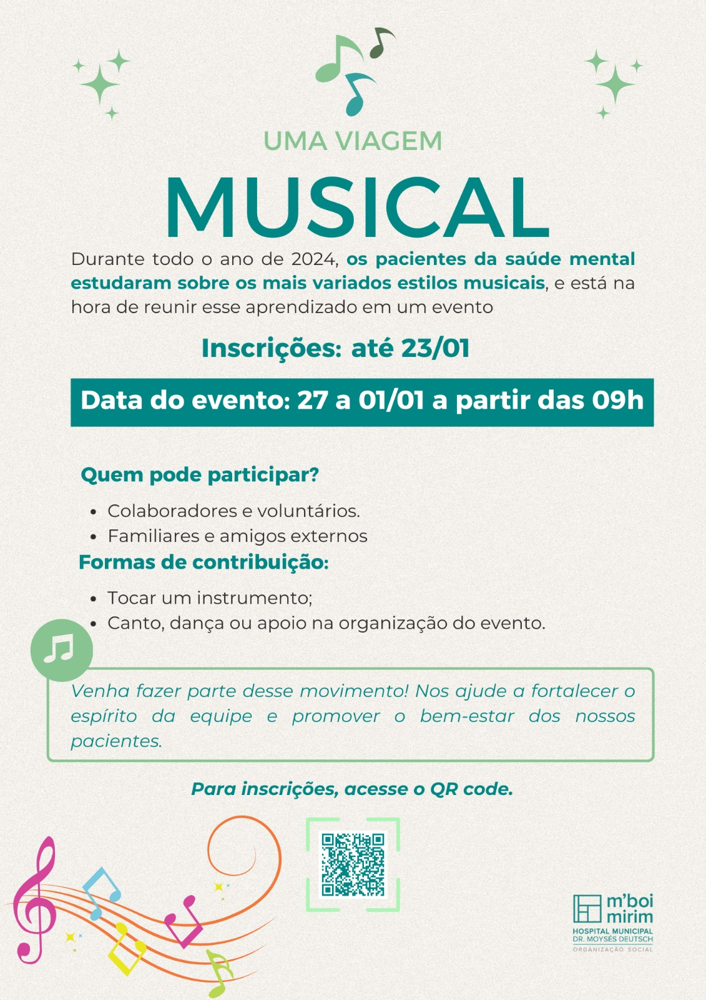 UMA VIAGEM
MUSICAL
Durante todo o ano de 2024, os pacientes da saúde mental
estudaram sobre os mais variados estilos musicais, e está na
hora de reunir esse aprendizado em um evento
Inscrições: até 23/01
Data do evento: 27 a 01/01 a partir das 09h
Quem pode participar?
• Colaboradores e voluntários.
• Familiares e amigos externos
Formas de contribuição:
• Tocar um instrumento;
• Canto, dança ou apoio na organização do evento.
Venha fazer parte desse movimento! Nos ajude a fortalecer o
espírito da equipe e promover o bem-estar dos nossos
pacientes.
Para inscrições, acesse o QR code.
m'boi
mirim
HOSPITAL MUNICIPAL
DR. MOYSÉS DEUTSCH
ORGANIZAÇÃO SOCIAL